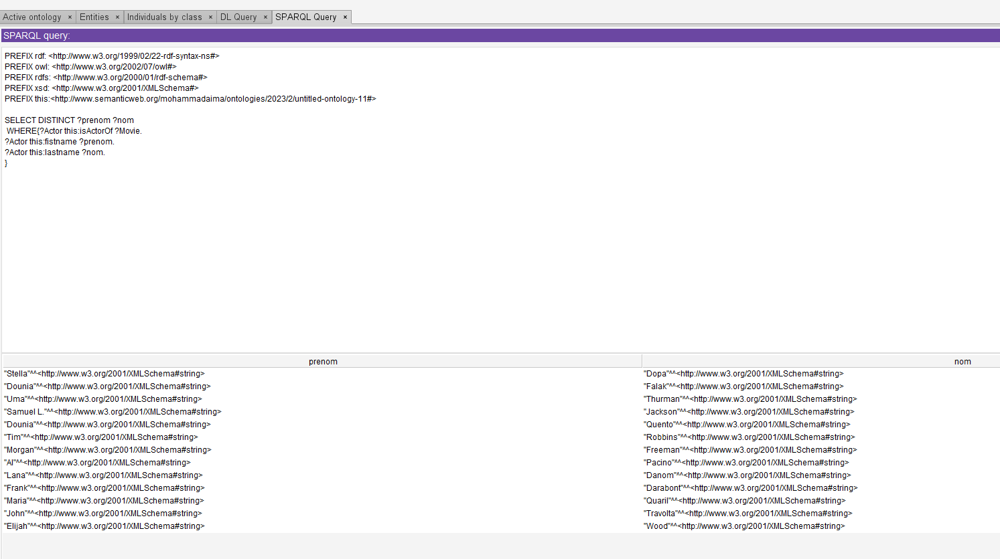 Active ontology × Entities × Individuals by class × DL Query × SPARQL Query ×
SPARQL query:
PREFIX rdf: <http://www.w3.org/1999/02/22-rdf-syntax-ns#>
PREFIX owl: <http://www.w3.org/2002/07/owl#>
PREFIX rdfs: <http://www.w3.org/2000/01/rdf-schema#>
PREFIX xsd: <http://www.w3.org/2001/XMLSchema#>
PREFIX this:<http://www.semanticweb.org/mohammadaima/ontologies/2023/2/untitled-ontology-11#>
SELECT DISTINCT ?prenom ?nom
WHERE{?Actor this:isActorOf ?Movie.
?Actor this:fistname ?prenom.
?Actor this:lastname ?nom.
}
prenom nom
"Stella"^^<http://www.w3.org/2001/XMLSchema#string> "Dopa"^^<http://www.w3.org/2001/XMLSchema#string>
"Dounia"^^<http://www.w3.org/2001/XMLSchema#string> "Falak"^^<http://www.w3.org/2001/XMLSchema#string>
"Uma"^^<http://www.w3.org/2001/XMLSchema#string> "Thurman"^^<http://www.w3.org/2001/XMLSchema#string>
"Samuel L."^^<http://www.w3.org/2001/XMLSchema#string> "Jackson"^^<http://www.w3.org/2001/XMLSchema#string>
"Dounia"^^<http://www.w3.org/2001/XMLSchema#string> "Quento"^^<http://www.w3.org/2001/XMLSchema#string>
"Tim"^^<http://www.w3.org/2001/XMLSchema#string> "Robbins"^^<http://www.w3.org/2001/XMLSchema#string>
"Morgan"^^<http://www.w3.org/2001/XMLSchema#string> "Freeman"^^<http://www.w3.org/2001/XMLSchema#string>
"Al"^^<http://www.w3.org/2001/XMLSchema#string> "Pacino"^^<http://www.w3.org/2001/XMLSchema#string>
"Lana"^^<http://www.w3.org/2001/XMLSchema#string> "Danom"^^<http://www.w3.org/2001/XMLSchema#string>
"Frank"^^<http://www.w3.org/2001/XMLSchema#string> "Darabont"^^<http://www.w3.org/2001/XMLSchema#string>
"Maria"^^<http://www.w3.org/2001/XMLSchema#string> "Quaril"^^<http://www.w3.org/2001/XMLSchema#string>
"John"^^<http://www.w3.org/2001/XMLSchema#string> "Travolta"^^<http://www.w3.org/2001/XMLSchema#string>
"Elijah"^^<http://www.w3.org/2001/XMLSchema#string> "Wood"^^<http://www.w3.org/2001/XMLSchema#string>